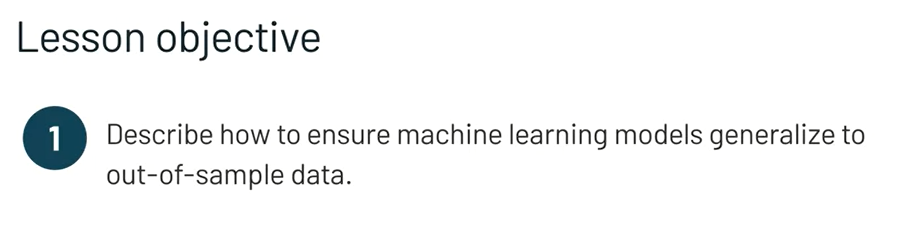 Lesson objective
1
Describe how to ensure machine learning models generalize to
out-of-sample data.